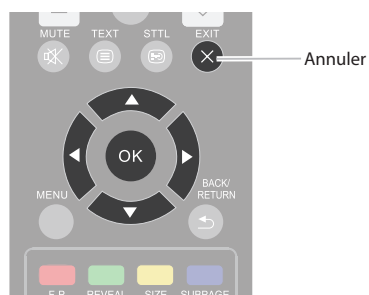 MUTE TEXT STTL EXIT
Annuler
OK
MENU
BACK/
RETURN
F.P. REVEAL SIZE SUBPAGE